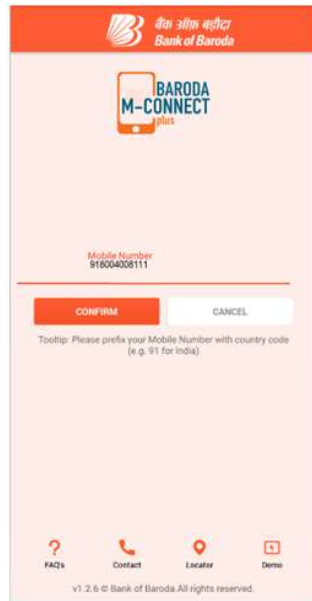 बैंक ऑफ़ बड़ौदा
Bank of Baroda
BARODA
M-CONNECT
plus
Mobile Number
918004008111
CONFIRM
CANCEL
Tooltip: Please prefix your Mobile Number with country code
(e.g. 91 for India)
FAQ's
Contact
Locator
Demo
v1.2.6 © Bank of Baroda.All rights reserved.